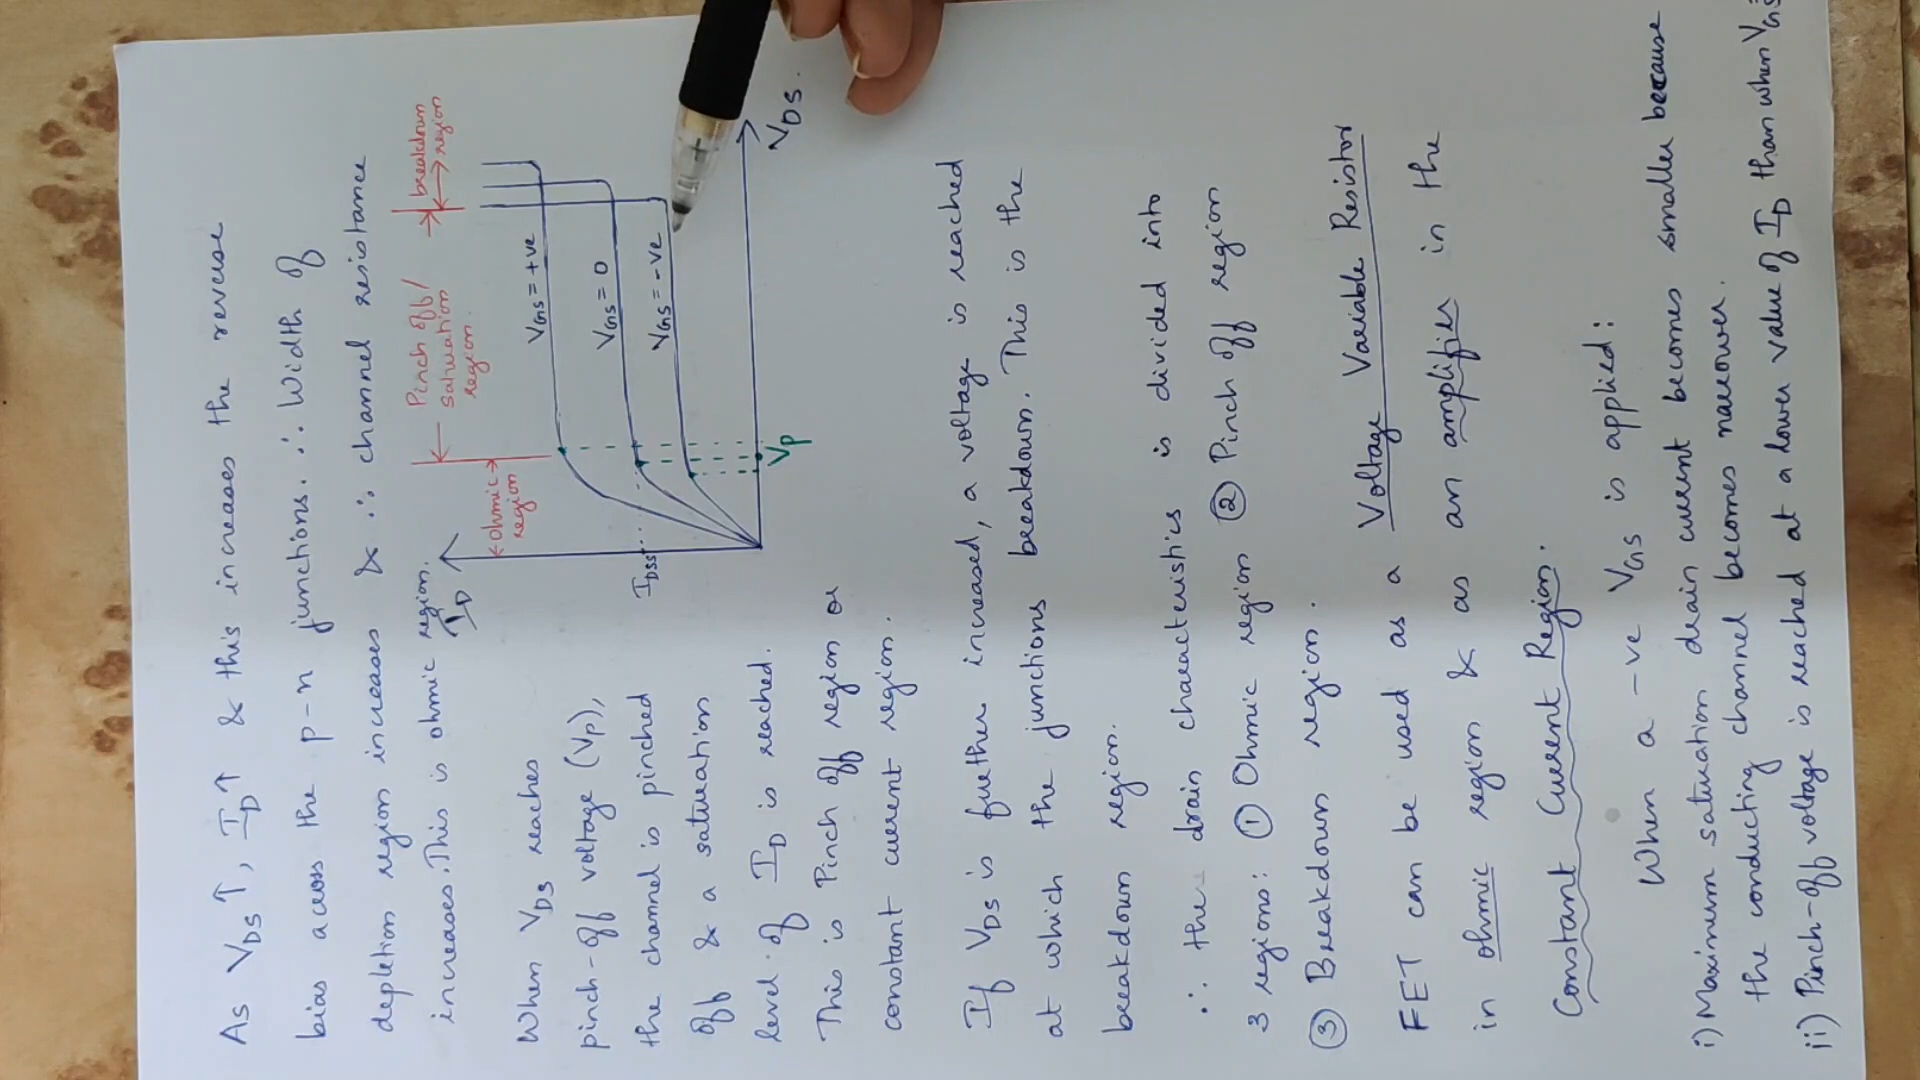 As V_DS↑, I_D↑ & this increases the reverse
bias across the p-n junctions. ∴ Width of
depletion region increases & ∴ channel resistance
increases. This is ohmic region.
When V_DS reaches
pinch-off voltage (V_P),
the channel is pinched
off & a saturation
level of I_D is reached.
This is Pinch off region or
constant current region.
I_D
I_DSS
←ohmic→
region
Pinch off/
saturation
region.
breakdown
region
V_GS = +ve
V_GS = 0
V_GS = -ve
V_P
V_DS.
If V_DS is further increased, a voltage is reached
at which the junctions breakdown. This is the
breakdown region.
∴ the drain characteristics is divided into
3 regions: ① Ohmic region ② Pinch off region
③ Breakdown region.
FET can be used as a Voltage Variable Resistor
in ohmic region & as an amplifier in the
Constant Current Region.
When a -ve V_GS is applied:
i) Maximum saturation drain current becomes smaller because
the conducting channel becomes narrower.
ii) Pinch-off voltage is reached at a lower value of I_D than when V_GS